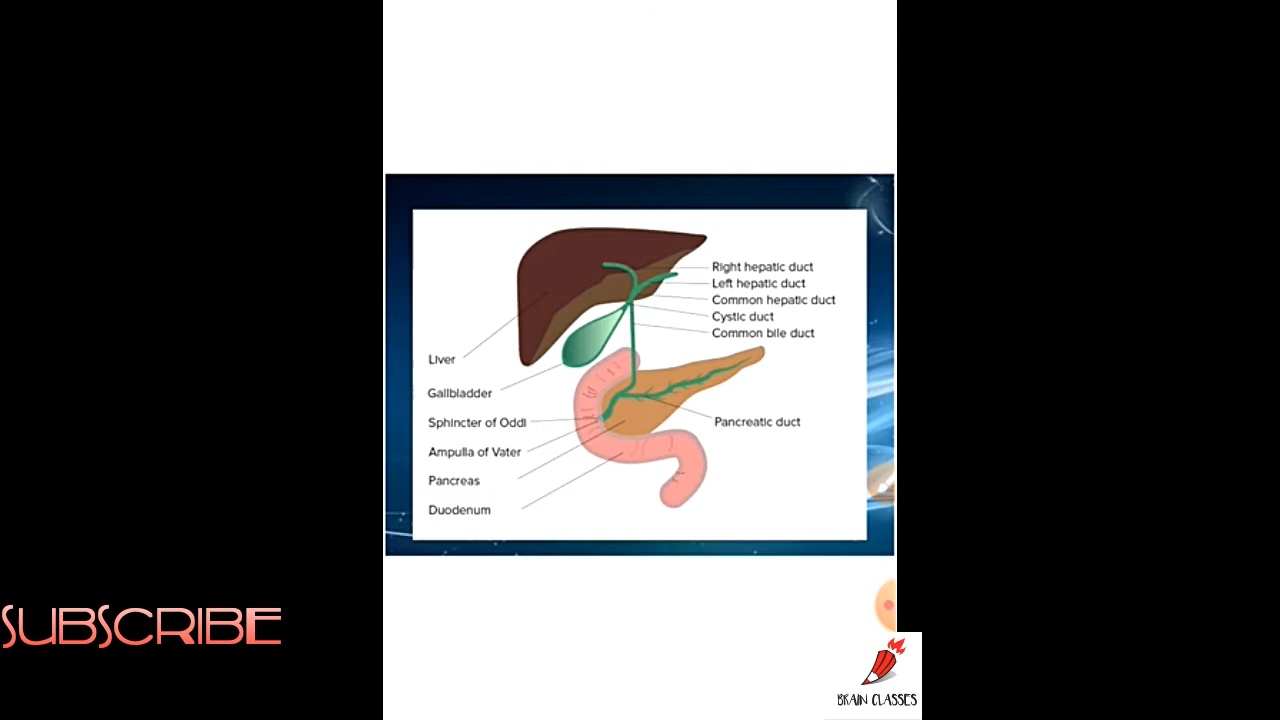 Right hepatic duct
Left hepatic duct
Common hepatic duct
Cystic duct
Common bile duct
Liver
Gallbladder
Sphincter of Oddi
Pancreatic duct
Ampulla of Vater
Pancreas
Duodenum
SUBSCRIBE
BRAIN CLASSES